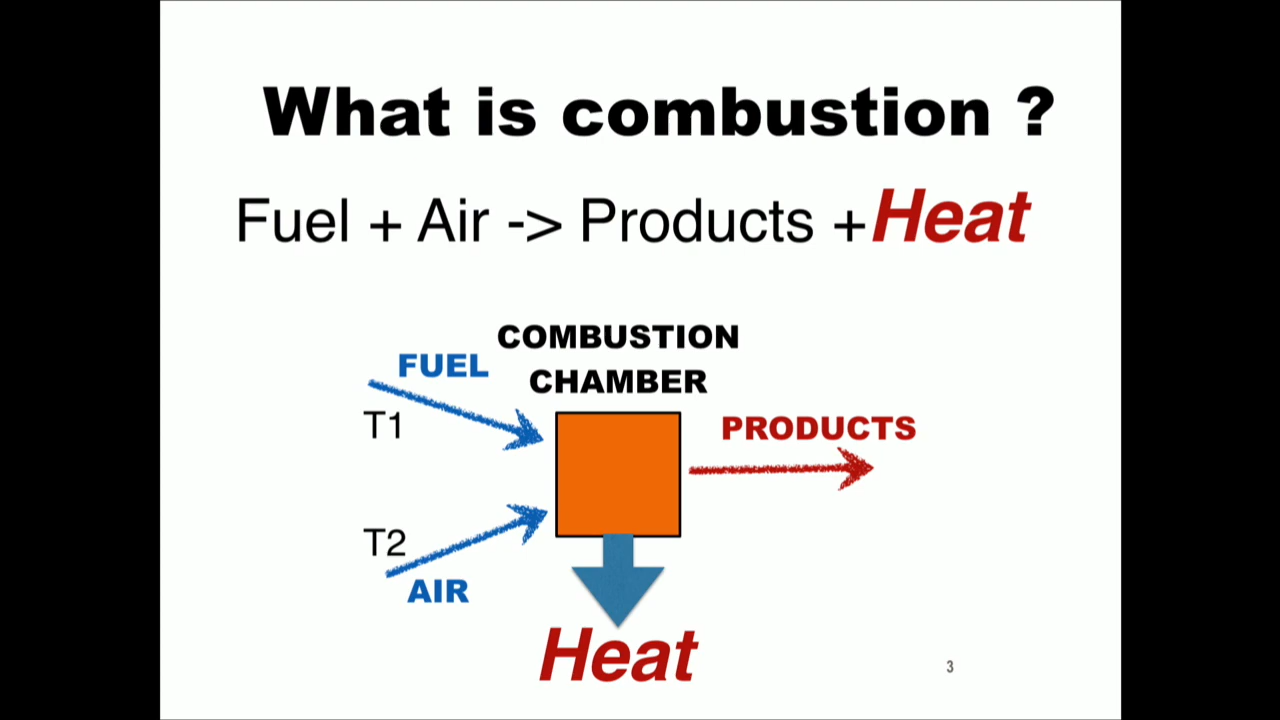 What is combustion ?
Fuel + Air -> Products +Heat
COMBUSTION
CHAMBER
FUEL
T1
PRODUCTS
T2
AIR
Heat
3